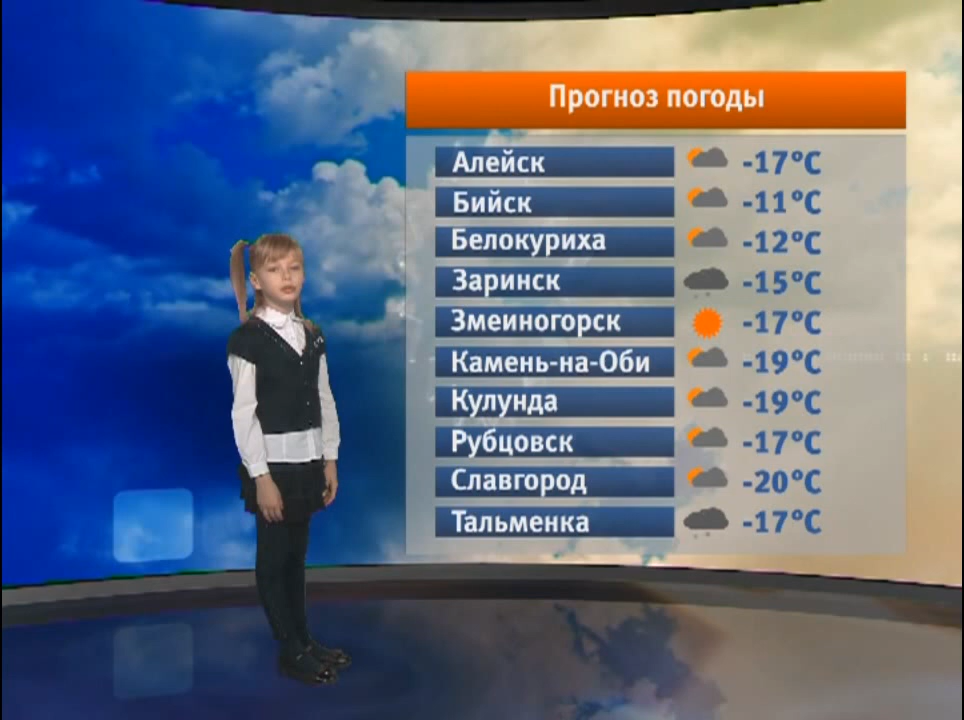 Прогноз погоды
Алейск -17°C
Бийск -11°C
Белокуриха -12°C
Заринск -15°C
Змеиногорск -17°C
Камень-на-Оби -19°C
Кулунда -19°C
Рубцовск -17°C
Славгород -20°C
Тальменка -17°C